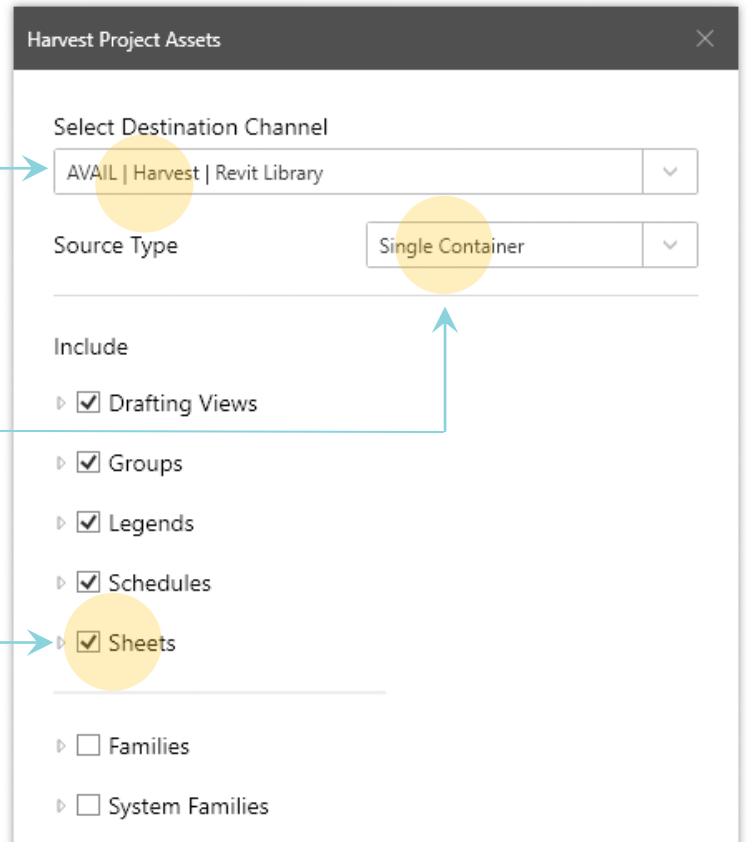 Harvest Project Assets
Select Destination Channel
AVAIL | Harvest | Revit Library
Source Type
Single Container
Include
Drafting Views
Groups
Legends
Schedules
Sheets
Families
System Families